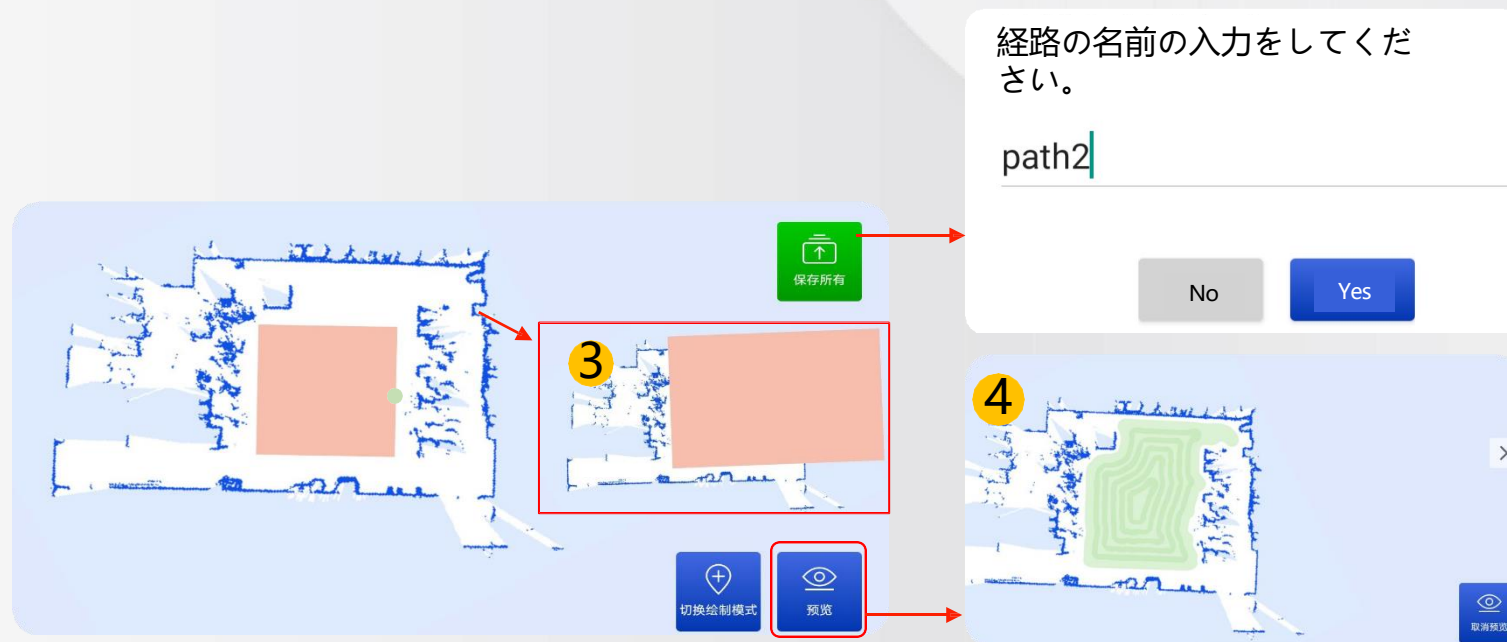 経路の名前の入力をしてくだ
さい。
path2
No
Yes
保存所有
3
切换绘制模式
预览
4
取消预览